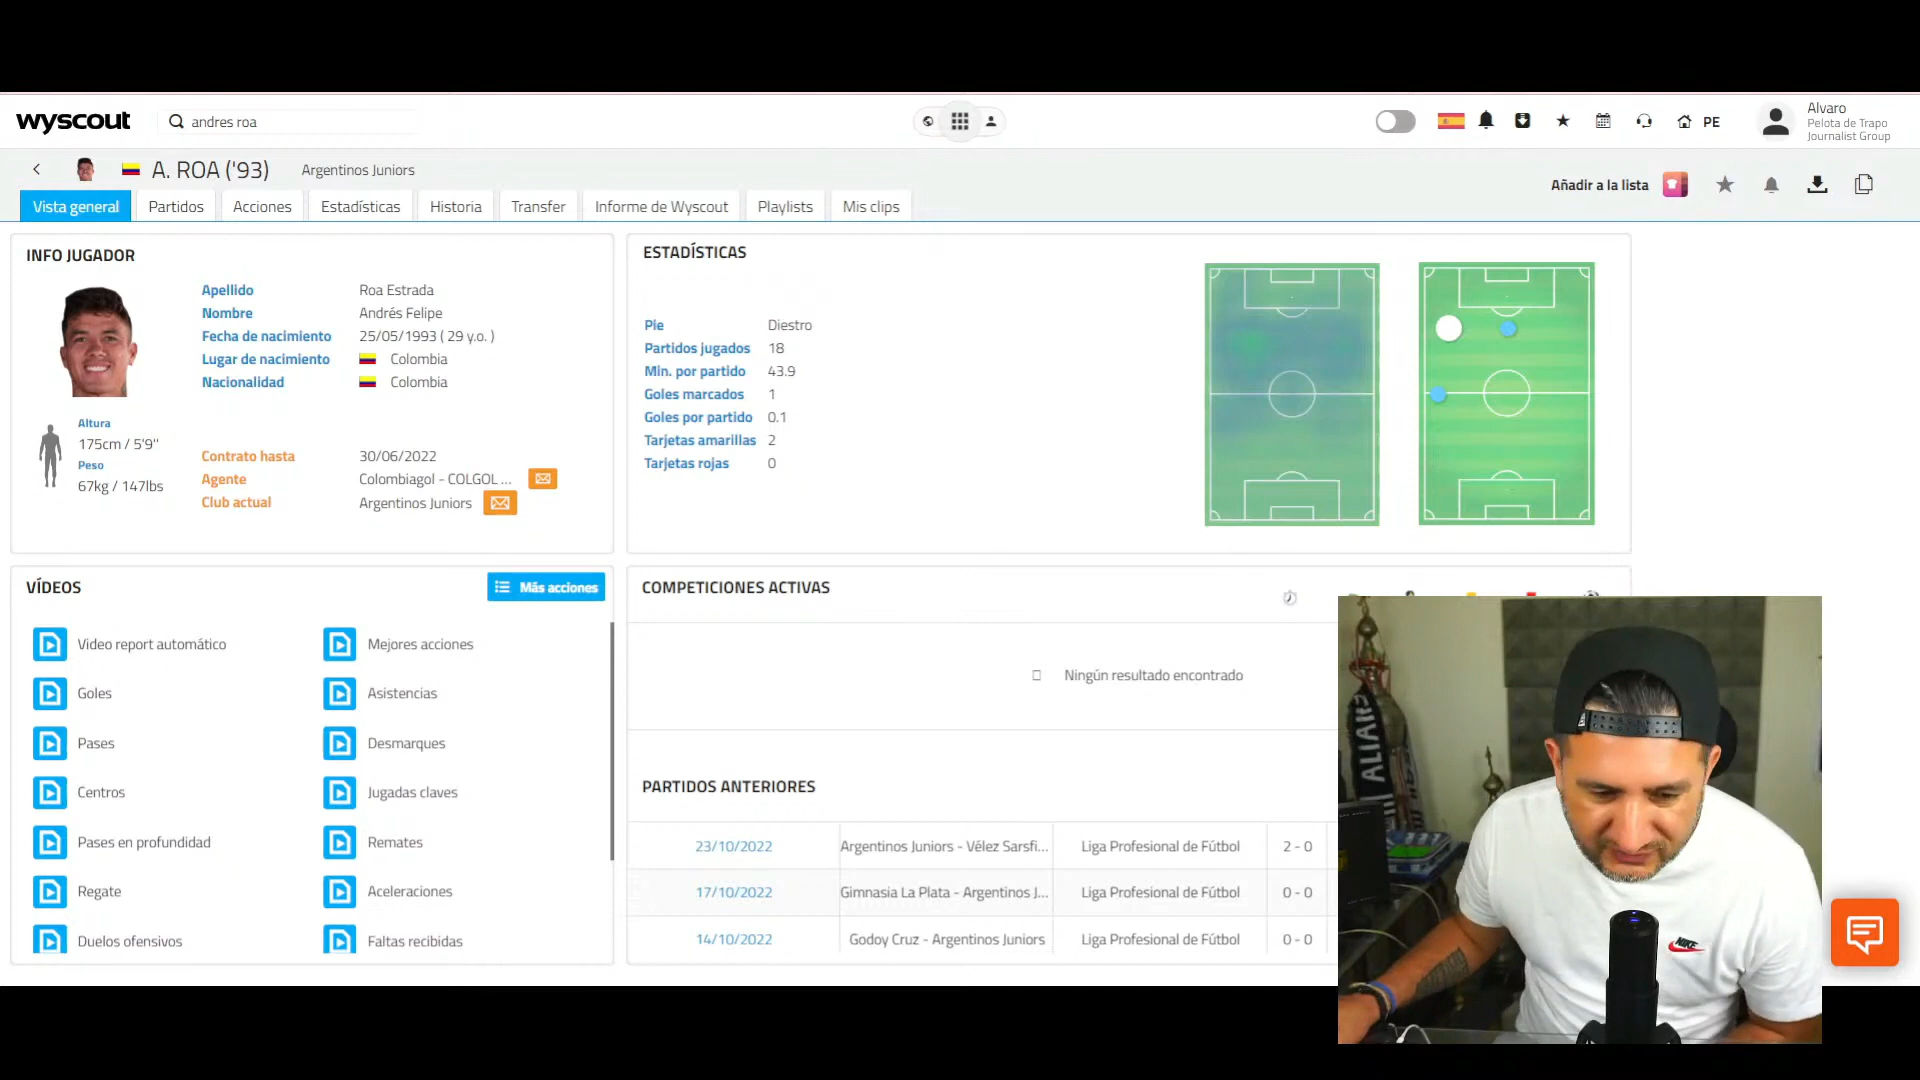 wyscout
andres roa
PE
Alvaro
Pelota de Trapo
Journalist Group
A. ROA ('93)
Argentinos Juniors
Añadir a la lista
Vista general
Partidos
Acciones
Estadísticas
Historia
Transfer
Informe de Wyscout
Playlists
Mis clips
INFO JUGADOR
Apellido Roa Estrada
Nombre Andrés Felipe
Fecha de nacimiento 25/05/1993 ( 29 y.o. )
Lugar de nacimiento Colombia
Nacionalidad Colombia
Altura
175cm / 5'9''
Peso
67kg / 147lbs
Contrato hasta 30/06/2022
Agente Colombiagol - COLGOL ...
Club actual Argentinos Juniors
ESTADÍSTICAS
Pie Diestro
Partidos jugados 18
Min. por partido 43.9
Goles marcados 1
Goles por partido 0.1
Tarjetas amarillas 2
Tarjetas rojas 0
VÍDEOS
Más acciones
Video report automático
Mejores acciones
Goles
Asistencias
Pases
Desmarques
Centros
Jugadas claves
Pases en profundidad
Remates
Regate
Aceleraciones
Duelos ofensivos
Faltas recibidas
COMPETICIONES ACTIVAS
Ningún resultado encontrado
PARTIDOS ANTERIORES
23/10/2022 Argentinos Juniors - Vélez Sarsfi... Liga Profesional de Fútbol 2 - 0
17/10/2022 Gimnasia La Plata - Argentinos J... Liga Profesional de Fútbol 0 - 0
14/10/2022 Godoy Cruz - Argentinos Juniors Liga Profesional de Fútbol 0 - 0
NIKE